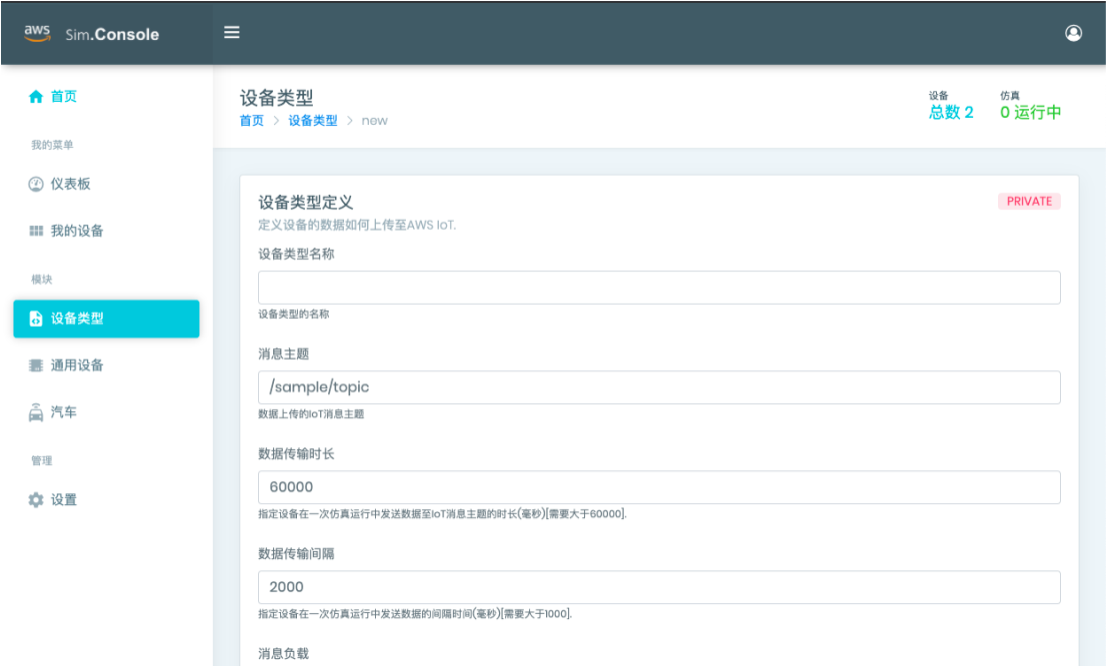 aws Sim.Console
首页
我的菜单
仪表板
我的设备
模块
设备类型
通用设备
汽车
管理
设置
设备类型
首页 > 设备类型 > new
设备
总数 2
仿真
0 运行中
设备类型定义
PRIVATE
定义设备的数据如何上传至AWS IoT.
设备类型名称
设备类型的名称
消息主题
/sample/topic
数据上传的IoT消息主题
数据传输时长
60000
指定设备在一次仿真运行中发送数据至IoT消息主题的时长(毫秒)[需要大于60000].
数据传输间隔
2000
指定设备在一次仿真运行中发送数据的间隔时间(毫秒)[需要大于1000].
消息负载